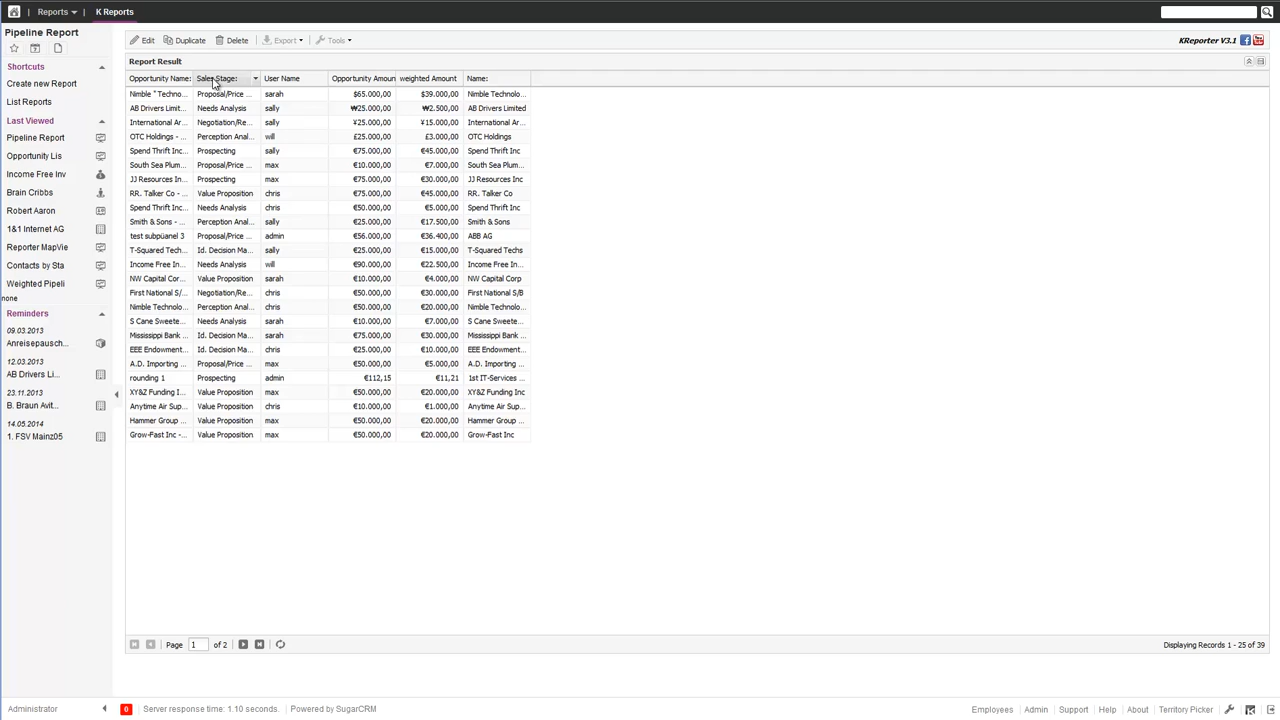 Reports K Reports
Pipeline Report
Edit Duplicate Delete Export Tools KReporter V3.1
Shortcuts
Create new Report
List Reports
Last Viewed
Pipeline Report
Opportunity Lis
Income Free Inv
Brain Cribbs
Robert Aaron
1&1 Internet AG
Reporter MapVie
Contacts by Sta
Weighted Pipeli
none
Reminders
09.03.2013
Anreisepausch...
12.03.2013
AB Drivers Li...
23.11.2013
B. Braun Avit...
14.05.2014
1. FSV Mainz05
Report Result
Opportunity Name: Sales Stage: User Name Opportunity Amoun weighted Amount Name:
Nimble " Techno... Proposal/Price ... sarah $65.000,00 $39.000,00 Nimble Technolo...
AB Drivers Limit... Needs Analysis sally ₩25.000,00 ₩2.500,00 AB Drivers Limited
International Ar... Negotiation/Re... sally ¥25.000,00 ¥15.000,00 International Ar...
OTC Holdings - ... Perception Anal... will £25.000,00 £3.000,00 OTC Holdings
Spend Thrift Inc... Prospecting sally €75.000,00 €45.000,00 Spend Thrift Inc
South Sea Plum... Proposal/Price ... max €10.000,00 €7.000,00 South Sea Plum...
JJ Resources In... Prospecting max €75.000,00 €30.000,00 JJ Resources Inc
RR. Talker Co - ... Value Proposition chris €75.000,00 €45.000,00 RR. Talker Co
Spend Thrift Inc... Needs Analysis chris €50.000,00 €5.000,00 Spend Thrift Inc
Smith & Sons - ... Perception Anal... sally €25.000,00 €17.500,00 Smith & Sons
test subpüanel 3 Proposal/Price ... admin €56.000,00 €36.400,00 ABB AG
T-Squared Tech... Id. Decision Ma... sally €25.000,00 €15.000,00 T-Squared Techs
Income Free In... Needs Analysis will €90.000,00 €22.500,00 Income Free In...
NW Capital Cor... Value Proposition sarah €10.000,00 €4.000,00 NW Capital Corp
First National S/... Negotiation/Re... chris €50.000,00 €30.000,00 First National S/B
Nimble Technolo... Perception Anal... chris €50.000,00 €20.000,00 Nimble Technolo...
S Cane Sweete... Needs Analysis sarah €10.000,00 €7.000,00 S Cane Sweete...
Mississippi Bank ... Id. Decision Ma... sarah €75.000,00 €30.000,00 Mississippi Bank ...
EEE Endowment... Id. Decision Ma... chris €25.000,00 €10.000,00 EEE Endowment...
A.D. Importing ... Proposal/Price ... max €50.000,00 €5.000,00 A.D. Importing ...
rounding 1 Prospecting admin €112,15 €11,21 1st IT-Services ...
XY&Z Funding I... Value Proposition max €50.000,00 €20.000,00 XY&Z Funding Inc
Anytime Air Sup... Value Proposition chris €10.000,00 €1.000,00 Anytime Air Sup...
Hammer Group ... Value Proposition max €50.000,00 €20.000,00 Hammer Group ...
Grow-Fast Inc -... Value Proposition max €50.000,00 €20.000,00 Grow-Fast Inc
Page 1 of 2 Displaying Records 1 - 25 of 39
Administrator 0 Server response time: 1.10 seconds. Powered by SugarCRM Employees Admin Support Help About Territory Picker